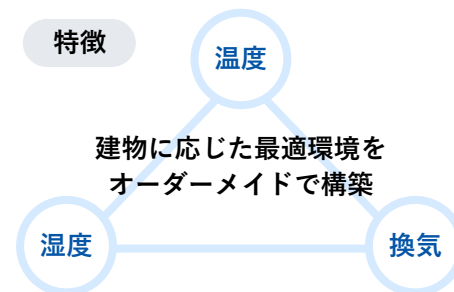 特徴
温度
建物に応じた最適環境を
オーダーメイドで構築
湿度
換気